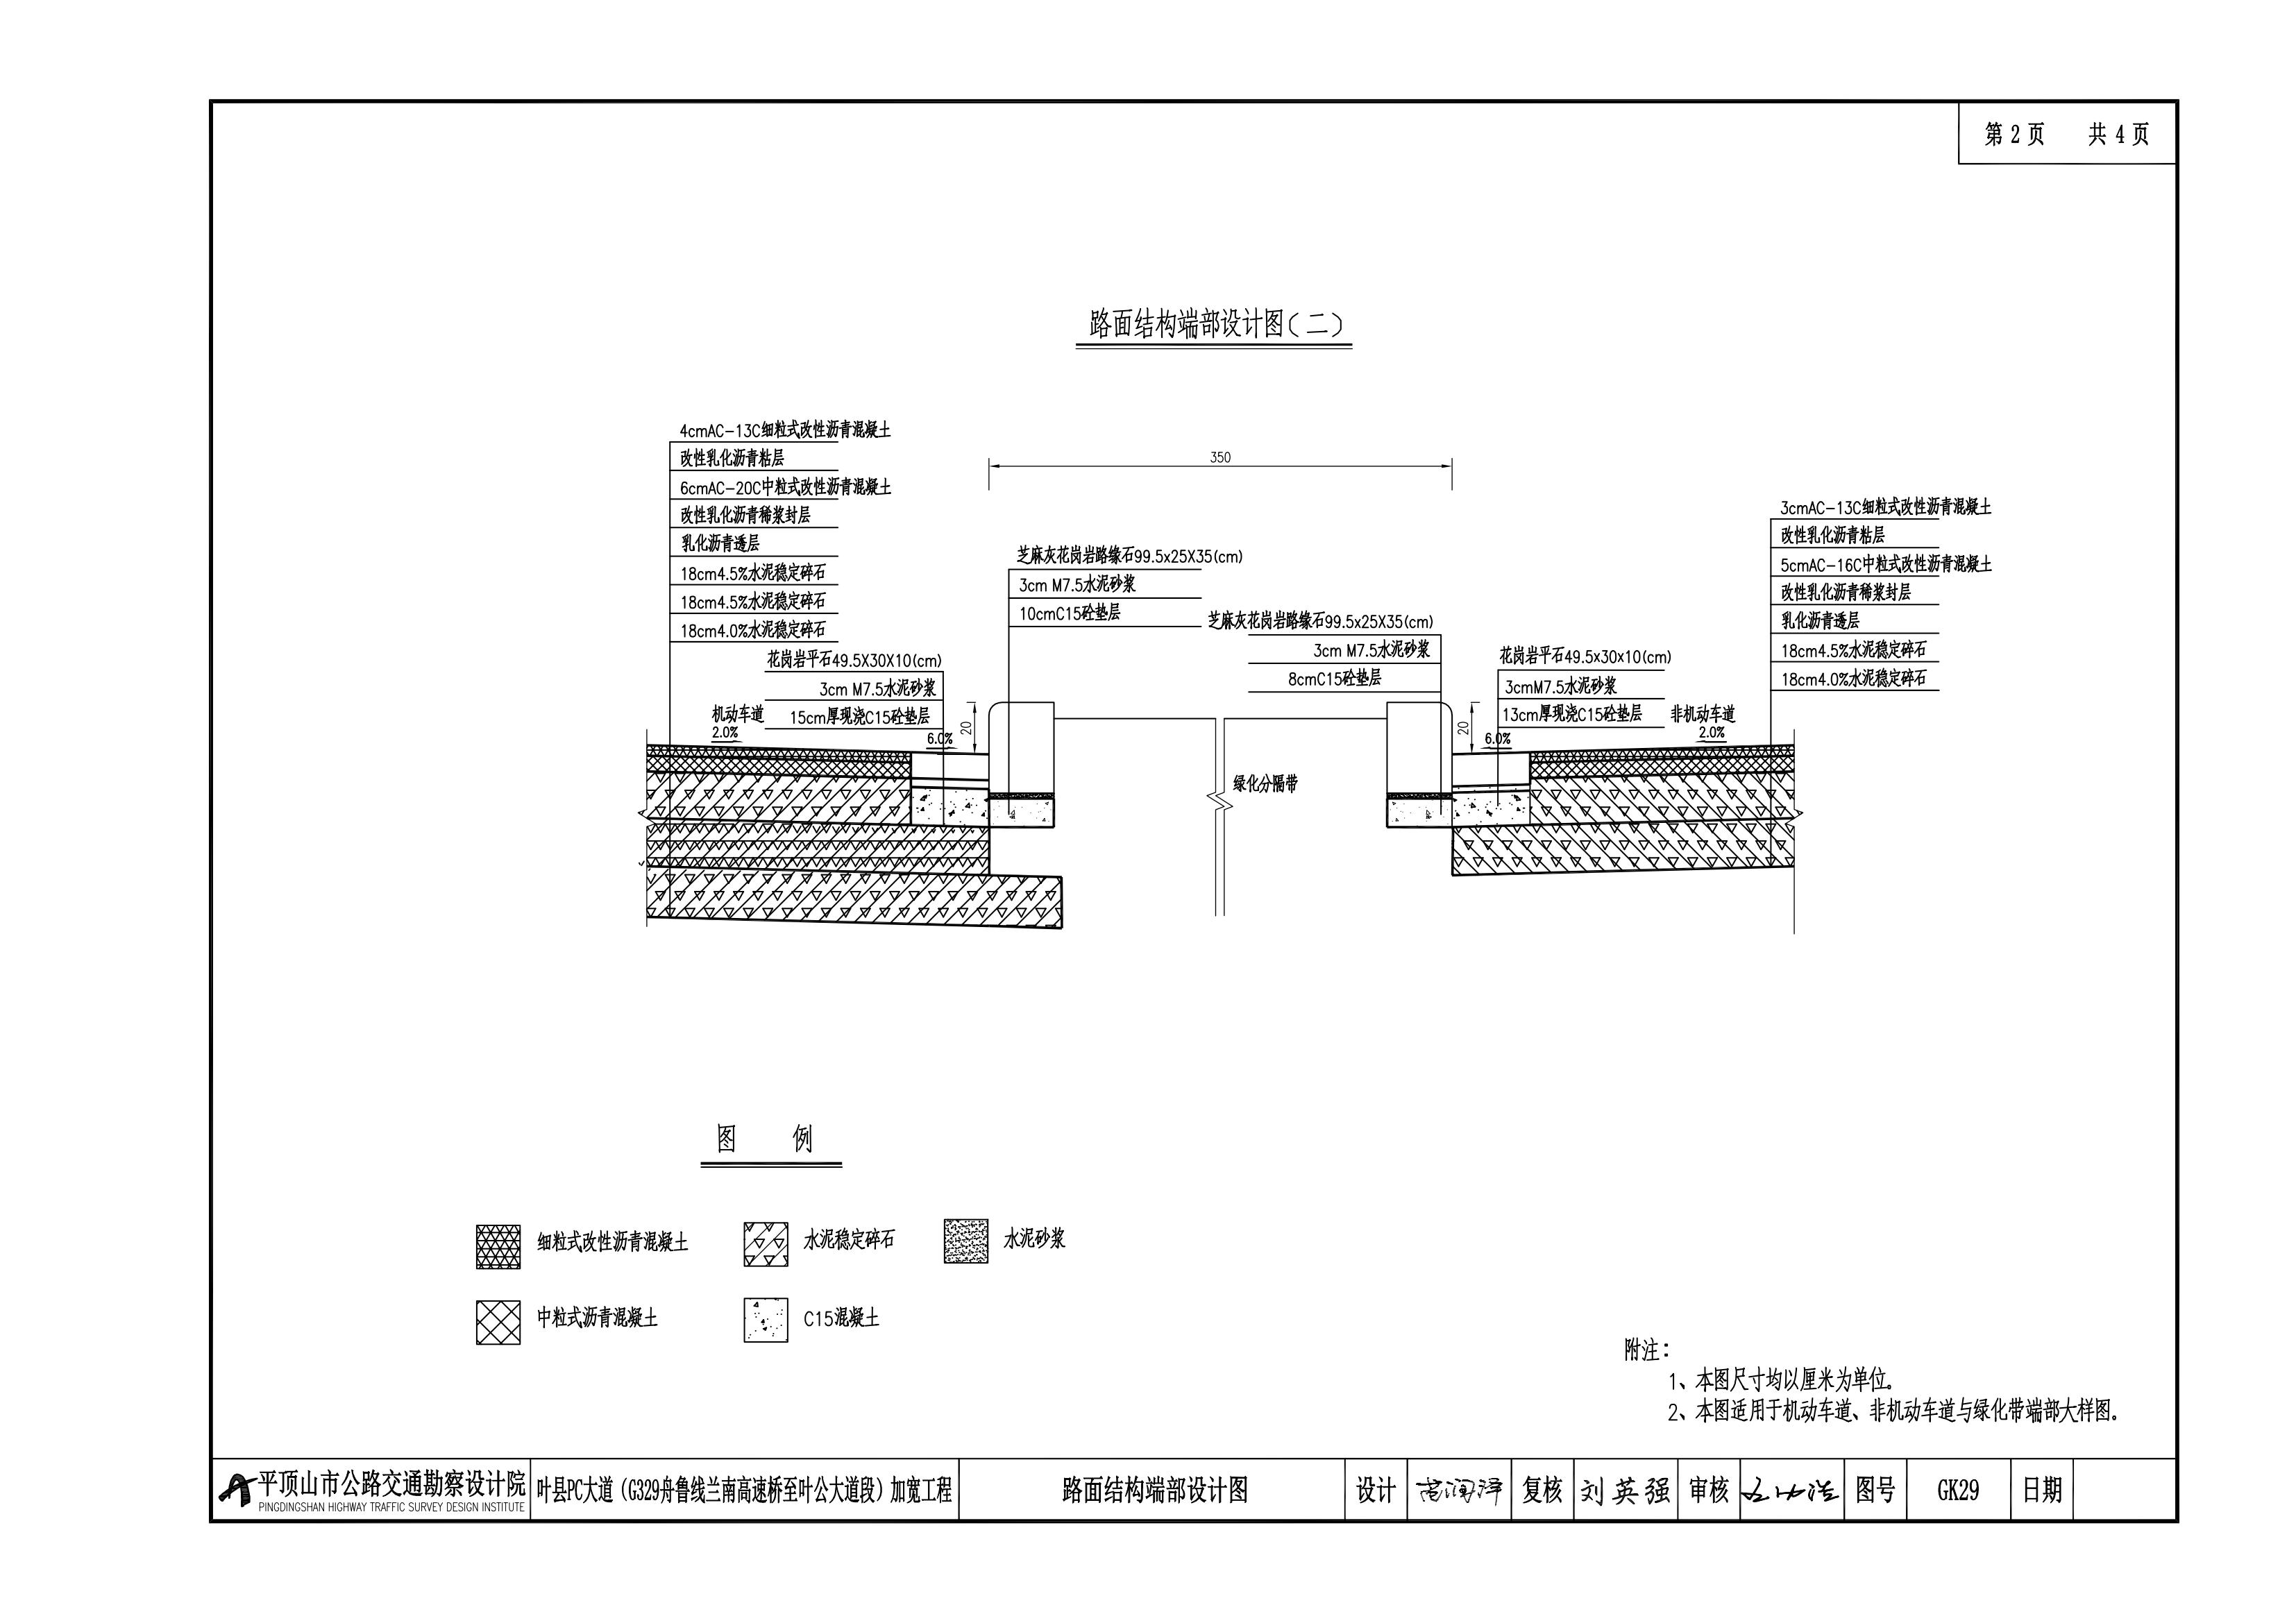 第 2 页 共 4 页
路面结构端部设计图(二)
4cmAC-13C细粒式改性沥青混凝土
改性乳化沥青粘层
6cmAC-20C中粒式改性沥青混凝土
改性乳化沥青稀浆封层
乳化沥青透层
18cm4.5%水泥稳定碎石
18cm4.5%水泥稳定碎石
18cm4.0%水泥稳定碎石
花岗岩平石49.5X30X10(cm)
3cm M7.5水泥砂浆
15cm厚现浇C15砼垫层
机动车道
2.0%
6.0%
20
350
芝麻灰花岗岩路缘石99.5x25X35(cm)
3cm M7.5水泥砂浆
10cmC15砼垫层
芝麻灰花岗岩路缘石99.5x25X35(cm)
3cm M7.5水泥砂浆
8cmC15砼垫层
绿化分隔带
花岗岩平石49.5x30x10(cm)
3cmM7.5水泥砂浆
13cm厚现浇C15砼垫层
20
6.0%
非机动车道
2.0%
3cmAC-13C细粒式改性沥青混凝土
改性乳化沥青粘层
5cmAC-16C中粒式改性沥青混凝土
改性乳化沥青稀浆封层
乳化沥青透层
18cm4.5%水泥稳定碎石
18cm4.0%水泥稳定碎石
图 例
细粒式改性沥青混凝土
水泥稳定碎石
水泥砂浆
中粒式沥青混凝土
C15混凝土
附注：
1、本图尺寸均以厘米为单位。
2、本图适用于机动车道、非机动车道与绿化带端部大样图。
平顶山市公路交通勘察设计院
PINGDINGSHAN HIGHWAY TRAFFIC SURVEY DESIGN INSTITUTE
叶县PC大道（G329舟鲁线兰南高速桥至叶公大道段）加宽工程
路面结构端部设计图
设计
复核
刘英强
审核
图号
GK29
日期